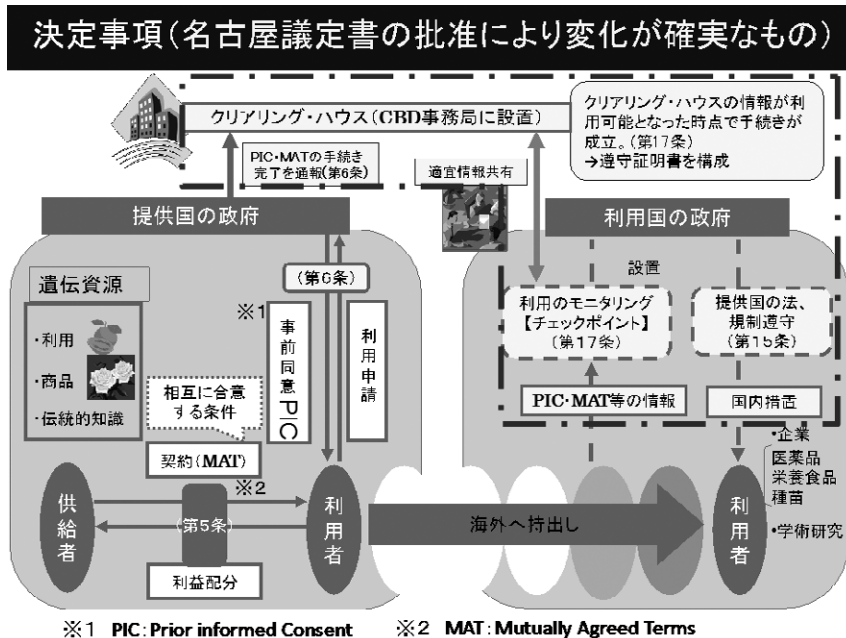 決定事項(名古屋議定書の批准により変化が確実なもの)
クリアリング・ハウス(CBD事務局に設置)
クリアリング・ハウスの情報が利
用可能となった時点で手続きが
成立。(第17条)
→遵守証明書を構成
PIC・MATの手続き
完了を通報(第6条)
適宜情報共有
提供国の政府
利用国の政府
遺伝資源
・利用
・商品
・伝統的知識
(第6条)
※1
事前同意PIC
利用申請
相互に合意
する条件
契約(MAT)
※2
供給者
(第5条)
利益配分
利用者
海外へ持出し
設置
利用のモニタリング
【チェックポイント】
(第17条)
提供国の法、
規制遵守
(第15条)
PIC・MAT等の情報
国内措置
利用者
・企業
医薬品
栄養食品
種苗
・学術研究
※1 PIC:Prior informed Consent ※2 MAT:Mutually Agreed Terms